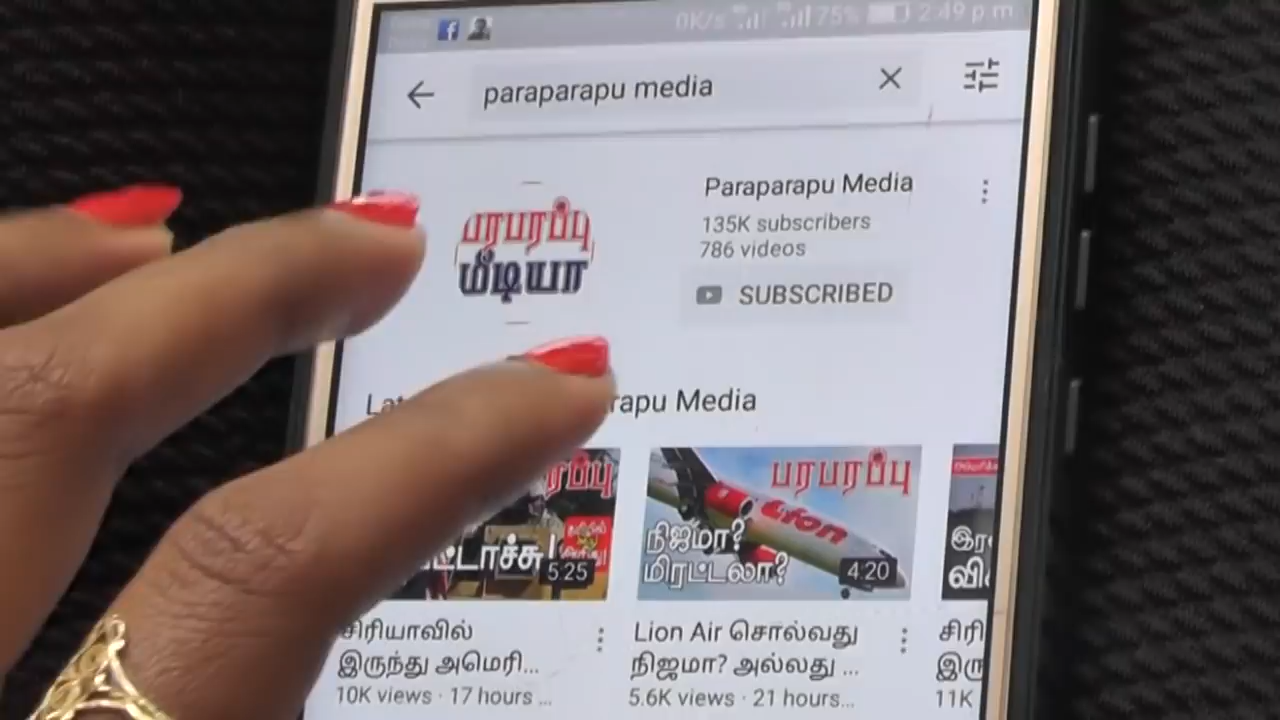 0K/s 75% 2:49 p m
paraparapu media
பரபரப்பு
மீடியா
Paraparapu Media
135K subscribers
786 videos
SUBSCRIBED
rapu Media
பரபரப்பு
Lion
நிஜமா?
மிரட்டலா?
5:25
4:20
சிரியாவில்
இருந்து அமெரி...
10K views · 17 hours ...
Lion Air சொல்வது
நிஜமா? அல்லது ...
5.6K views · 21 hours...
சிரி
11K